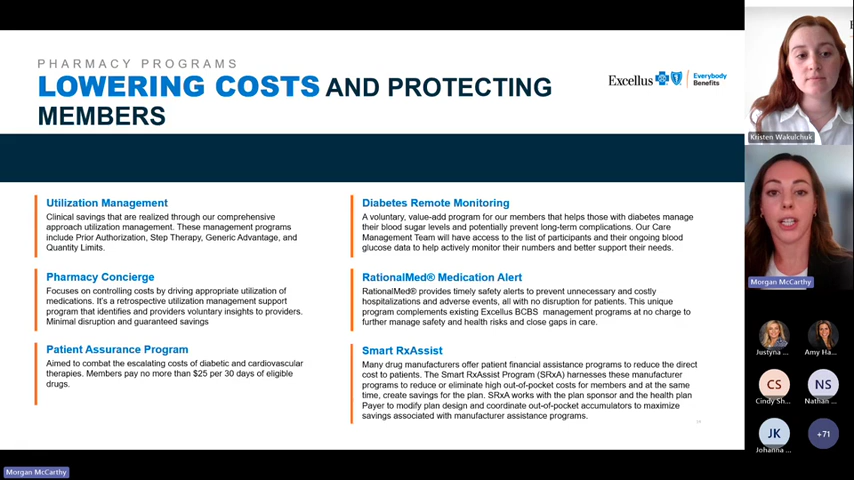 PHARMACY PROGRAMS
LOWERING COSTS AND PROTECTING
MEMBERS
Excellus
Everybody
Benefits
Utilization Management
Clinical savings that are realized through our comprehensive
approach utilization management. These management programs
include Prior Authorization, Step Therapy, Generic Advantage, and
Quantity Limits.
Pharmacy Concierge
Focuses on controlling costs by driving appropriate utilization of
medications. It's a retrospective utilization management support
program that identifies and providers voluntary insights to providers.
Minimal disruption and guaranteed savings
Patient Assurance Program
Aimed to combat the escalating costs of diabetic and cardiovascular
therapies. Members pay no more than $25 per 30 days of eligible
drugs.
Diabetes Remote Monitoring
A voluntary, value-add program for our members that helps those with diabetes manage
their blood sugar levels and potentially prevent long-term complications. Our Care
Management Team will have access to the list of participants and their ongoing blood
glucose data to help actively monitor their numbers and better support their needs.
RationalMed® Medication Alert
RationalMed® provides timely safety alerts to prevent unnecessary and costly
hospitalizations and adverse events, all with no disruption for patients. This unique
program complements existing Excellus BCBS management programs at no charge to
further manage safety and health risks and close gaps in care.
Smart RxAssist
Many drug manufacturers offer patient financial assistance programs to reduce the direct
cost to patients. The Smart RxAssist Program (SRxA) harnesses these manufacturer
programs to reduce or eliminate high out-of-pocket costs for members and at the same
time, create savings for the plan. SRxA works with the plan sponsor and the health plan
Payer to modify plan design and coordinate out-of-pocket accumulators to maximize
savings associated with manufacturer assistance programs.
Kristen Wakulchuk
Morgan McCarthy
Justyna ...
Amy Ha...
CS
NS
Cindy Sh...
Nathan ...
JK
+71
Johanna ...
Morgan McCarthy